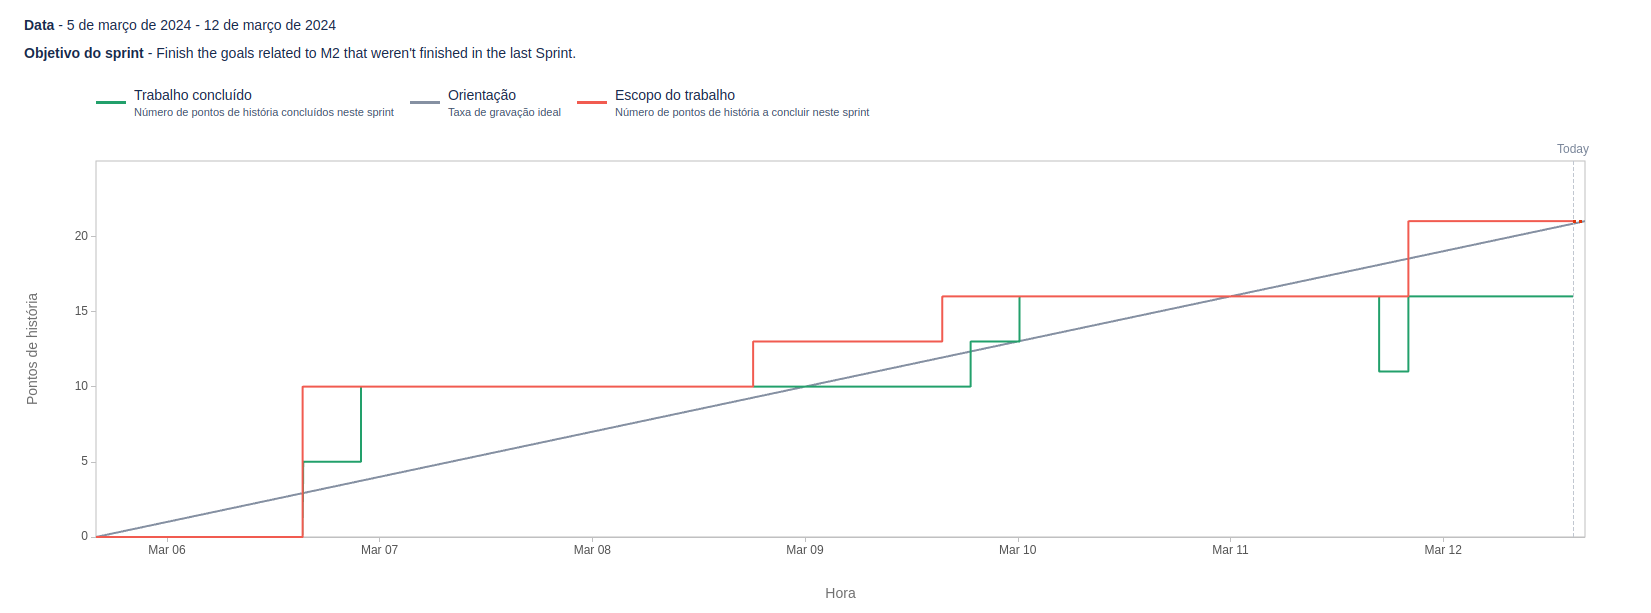 Data - 5 de março de 2024 - 12 de março de 2024
Objetivo do sprint - Finish the goals related to M2 that weren't finished in the last Sprint.
Trabalho concluído
Número de pontos de história concluídos neste sprint
Orientação
Taxa de gravação ideal
Escopo do trabalho
Número de pontos de história a concluir neste sprint
Today
20
15
10
5
0
Pontos de história
Mar 06 Mar 07 Mar 08 Mar 09 Mar 10 Mar 11 Mar 12
Hora